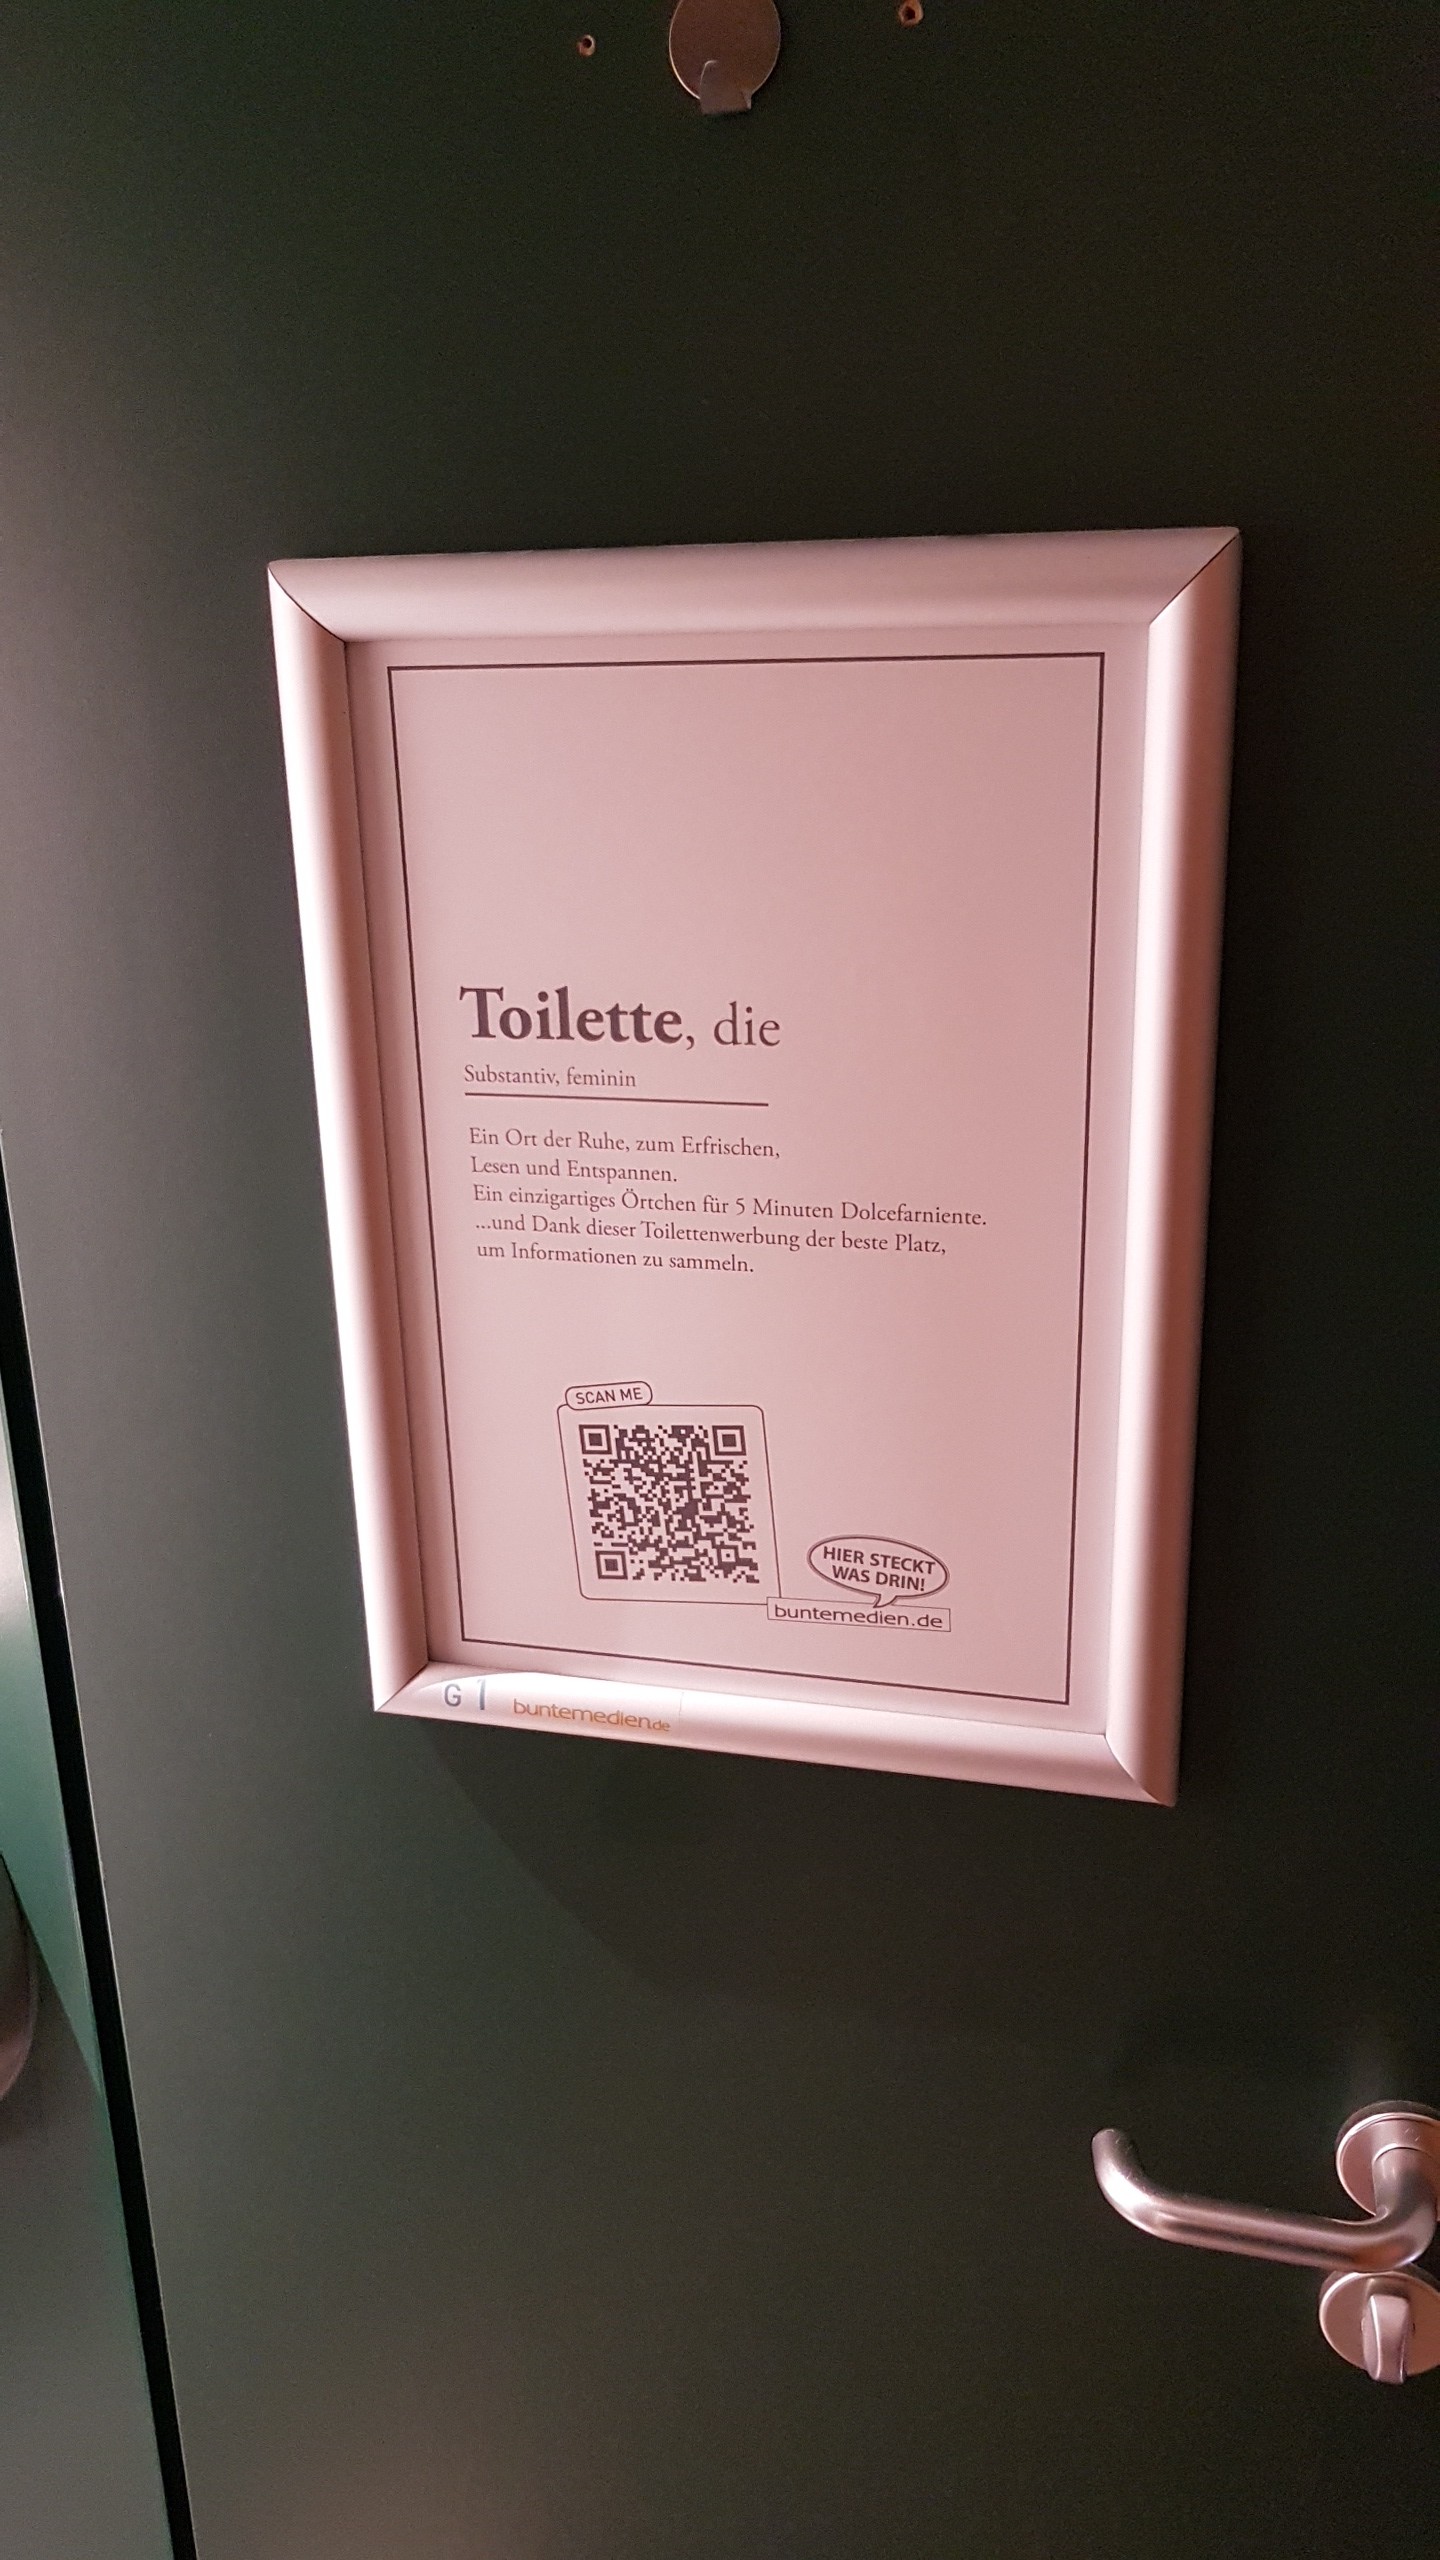 Toilette, die
Substantiv, feminin
Ein Ort der Ruhe, zum Erfrischen,
Lesen und Entspannen.
Ein einzigartiges Örtchen für 5 Minuten Dolcefarniente.
...und Dank dieser Toilettenwerbung der beste Platz,
um Informationen zu sammeln.
SCAN ME
HIER STECKT
WAS DRIN!
buntemedien.de
G 1 buntemedien.de